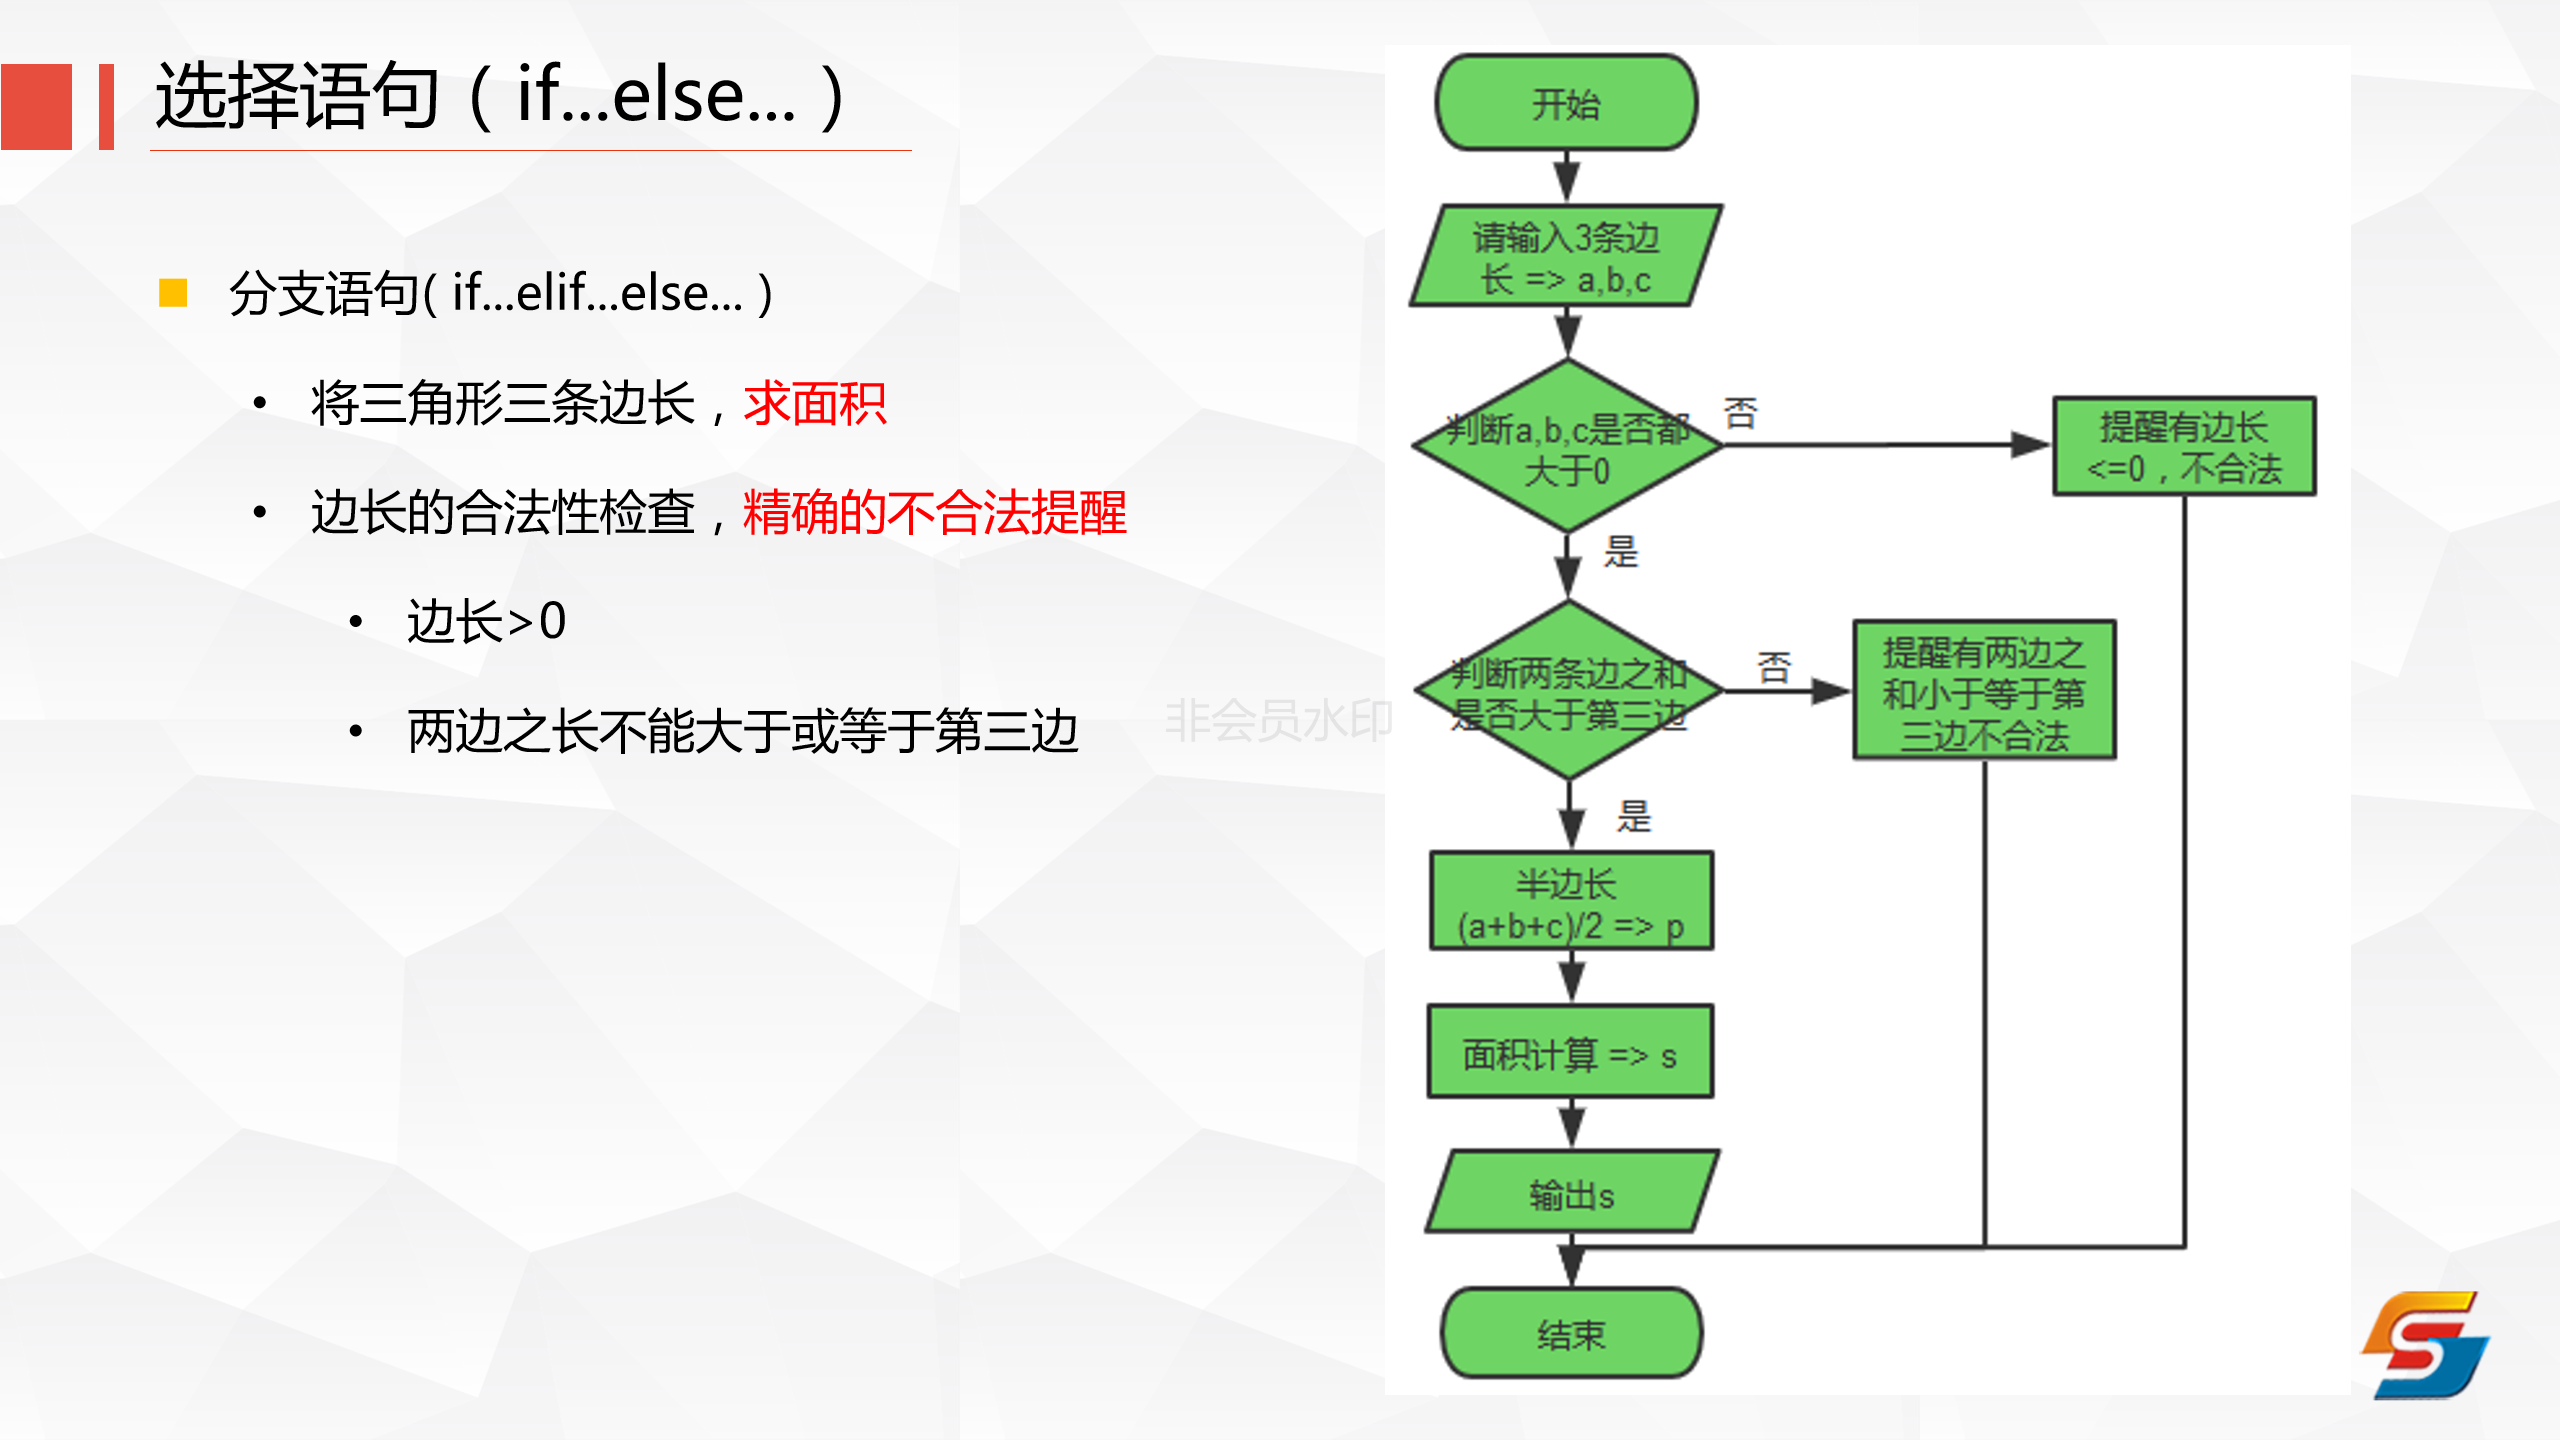 选择语句（if...else...）
分支语句(if...elif...else...)
将三角形三条边长，求面积
边长的合法性检查，精确的不合法提醒
边长>0
两边之长不能大于或等于第三边
非会员水印
开始
请输入3条边
长 => a,b,c
判断a,b,c是否都
大于0
否
提醒有边长
<=0，不合法
是
判断两条边之和
是否大于第三边
否
提醒有两边之
和小于等于第
三边不合法
是
半边长
(a+b+c)/2 => p
面积计算 => s
输出s
结束